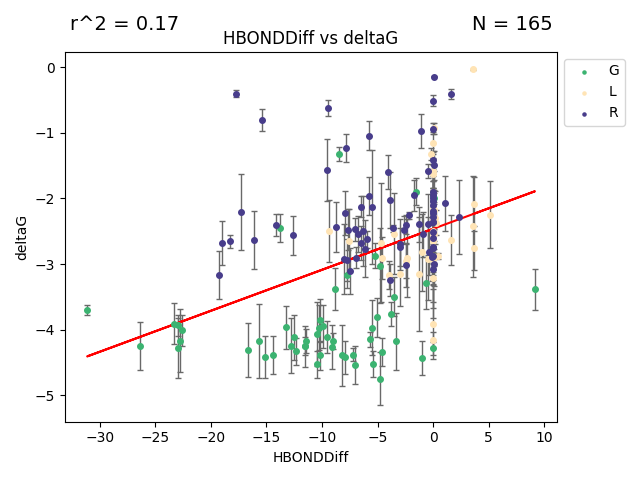 r^2 = 0.17
N = 165
HBONDDiff vs deltaG
G
L
R
0
−1
−2
−3
−4
−5
deltaG
−30
−25
−20
−15
−10
−5
0
5
10
HBONDDiff